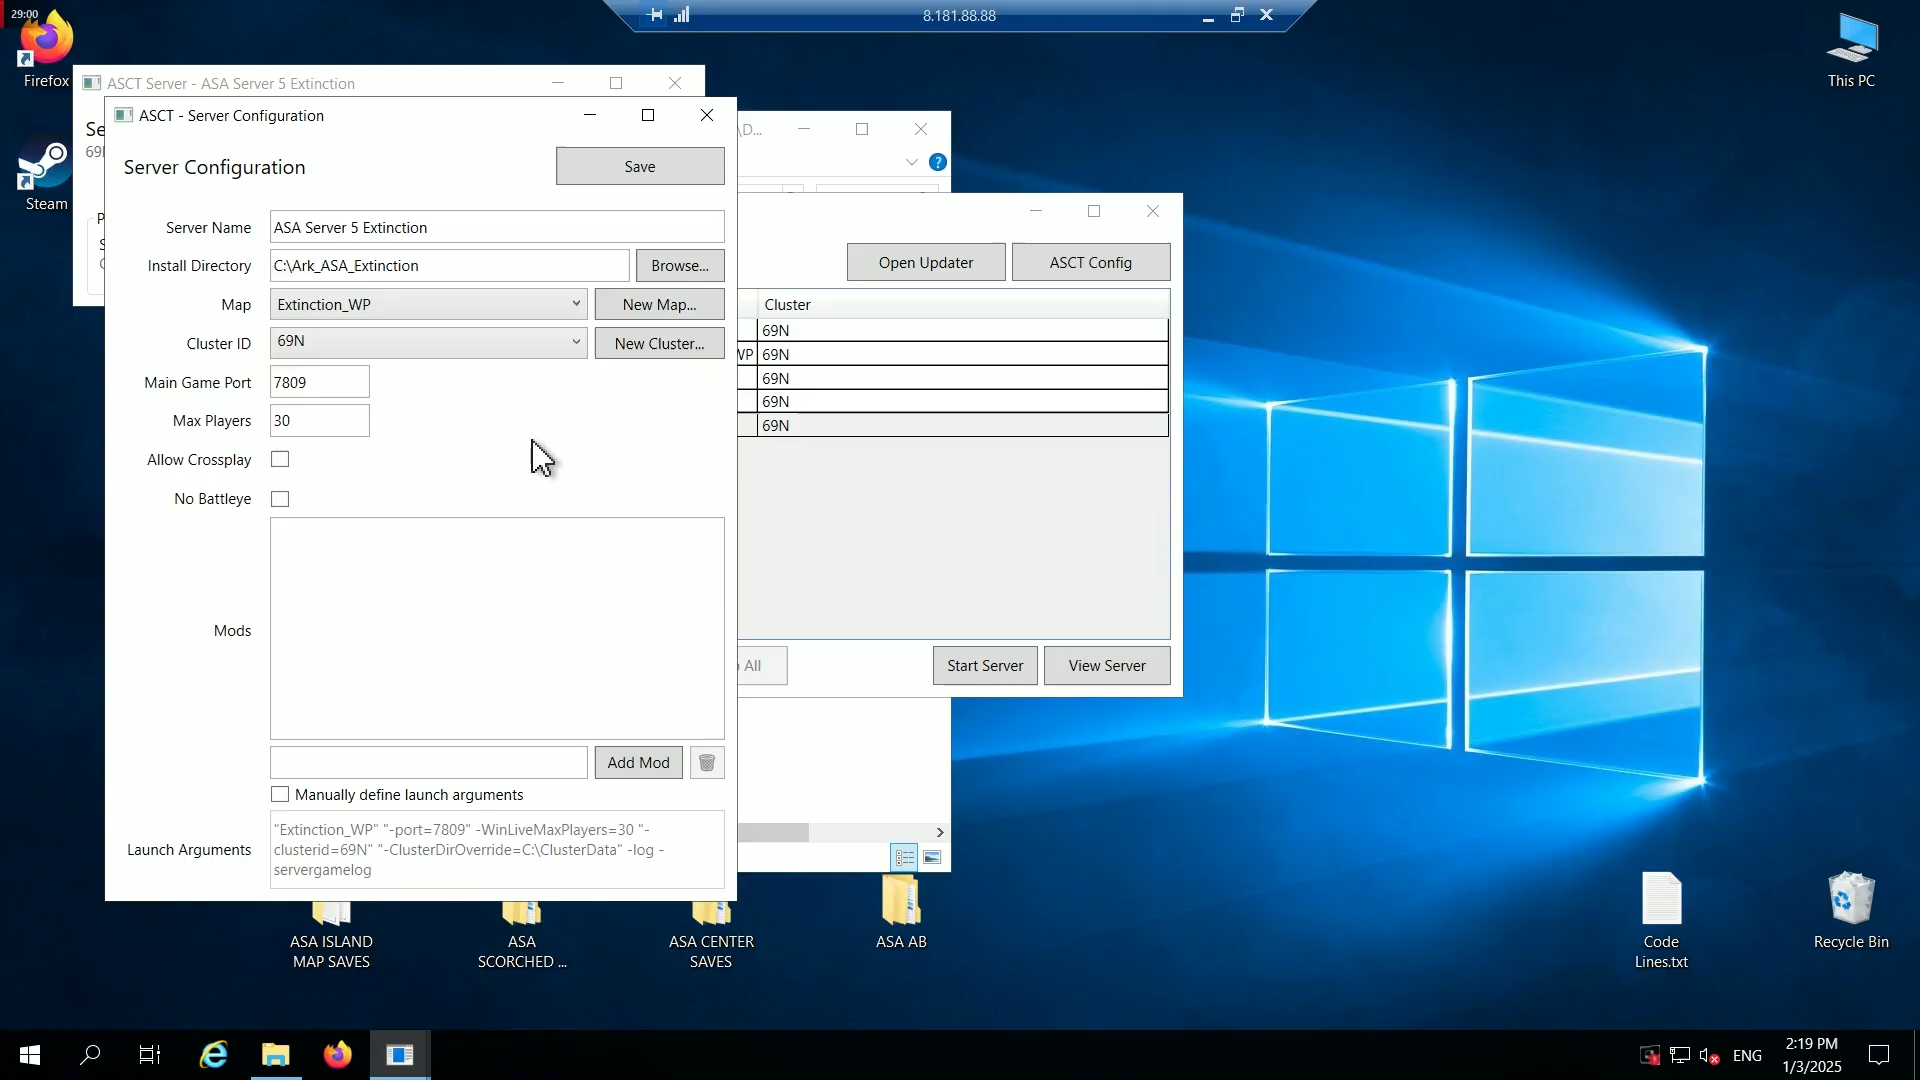 29:00
8.181.88.88
Firefox
This PC
ASCT Server - ASA Server 5 Extinction
ASCT - Server Configuration
\D...
Se
69
Server Configuration
Save
Steam
Server Name
ASA Server 5 Extinction
Install Directory
C:\Ark_ASA_Extinction
Browse...
Open Updater
ASCT Config
Map
Extinction_WP
New Map...
Cluster
69N
Cluster ID
69N
New Cluster...
WP
69N
Main Game Port
7809
69N
69N
Max Players
30
69N
Allow Crossplay
No Battleye
Mods
All
Start Server
View Server
Add Mod
Manually define launch arguments
Launch Arguments
"Extinction_WP" "-port=7809" -WinLiveMaxPlayers=30 "-
clusterid=69N" "-ClusterDirOverride=C:\ClusterData" -log -
servergamelog
ASA ISLAND
MAP SAVES
ASA
SCORCHED ...
ASA CENTER
SAVES
ASA AB
Code
Lines.txt
Recycle Bin
ENG
2:19 PM
1/3/2025